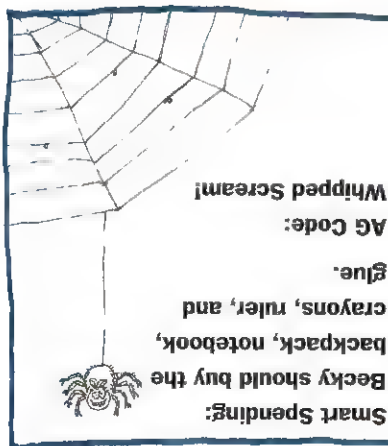 Smart Spending:
Becky should buy the
backpack, notebook,
crayons, ruler, and
glue.
AG Code:
Whipped Scream!